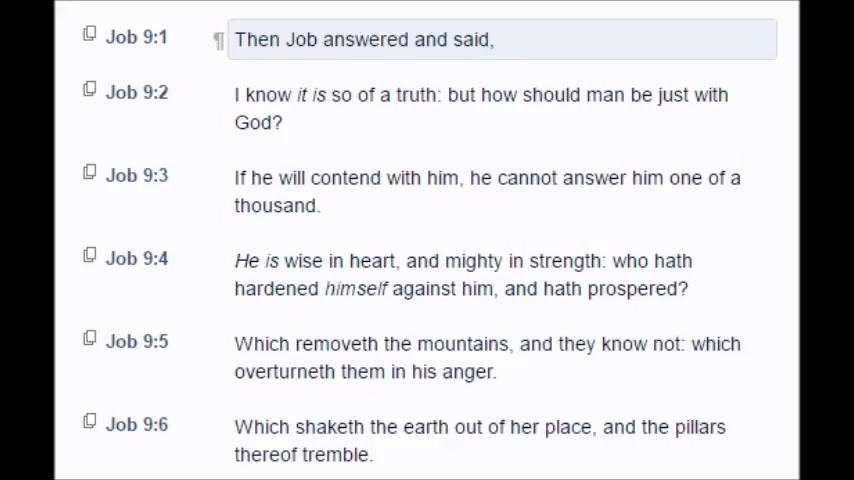 Job 9:1 ¶ Then Job answered and said,
Job 9:2 I know it is so of a truth: but how should man be just with
God?
Job 9:3 If he will contend with him, he cannot answer him one of a
thousand.
Job 9:4 He is wise in heart, and mighty in strength: who hath
hardened himself against him, and hath prospered?
Job 9:5 Which removeth the mountains, and they know not: which
overturneth them in his anger.
Job 9:6 Which shaketh the earth out of her place, and the pillars
thereof tremble.